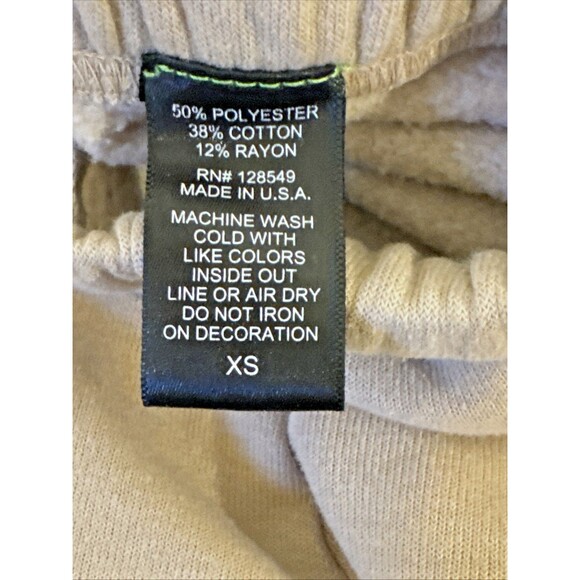 50% POLYESTER
38% COTTON
12% RAYON
RN# 128549
MADE IN U.S.A.
MACHINE WASH
COLD WITH
LIKE COLORS
INSIDE OUT
LINE OR AIR DRY
DO NOT IRON
ON DECORATION
XS